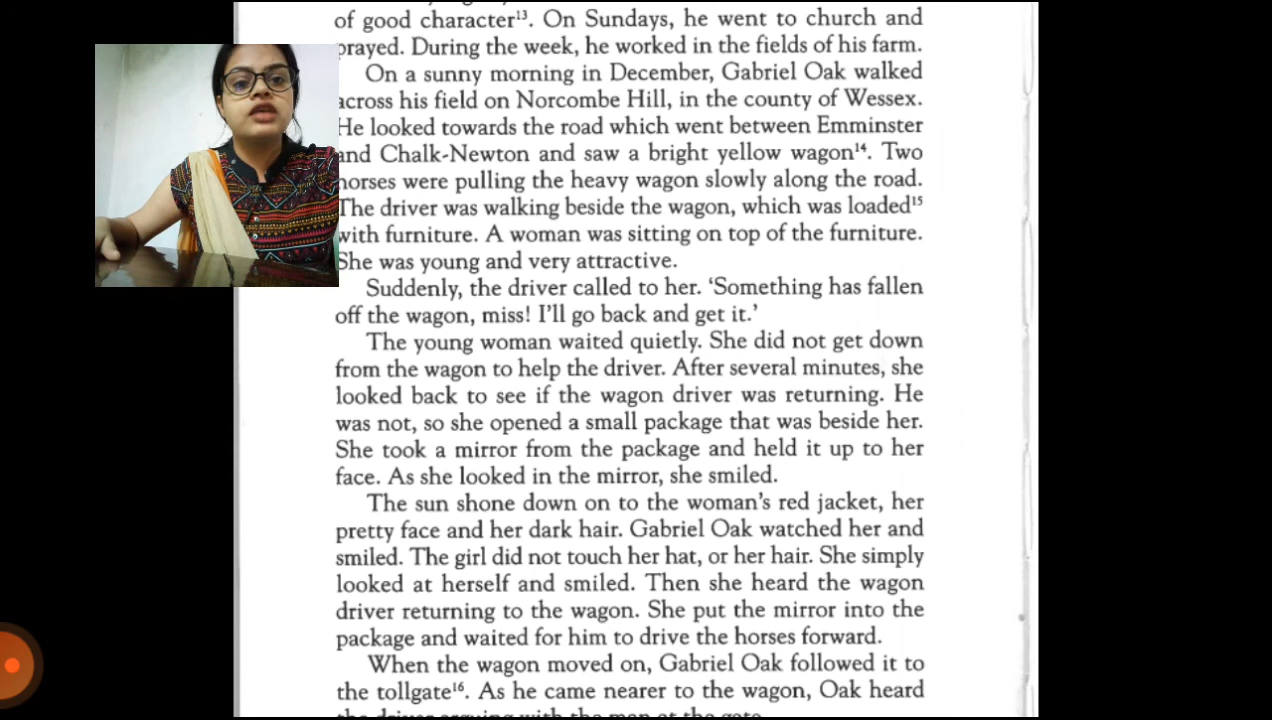 of good character¹³. On Sundays, he went to church and
prayed. During the week, he worked in the fields of his farm.
On a sunny morning in December, Gabriel Oak walked
across his field on Norcombe Hill, in the county of Wessex.
He looked towards the road which went between Emminster
and Chalk-Newton and saw a bright yellow wagon¹⁴. Two
horses were pulling the heavy wagon slowly along the road.
The driver was walking beside the wagon, which was loaded¹⁵
with furniture. A woman was sitting on top of the furniture.
She was young and very attractive.
Suddenly, the driver called to her. ‘Something has fallen
off the wagon, miss! I’ll go back and get it.’
The young woman waited quietly. She did not get down
from the wagon to help the driver. After several minutes, she
looked back to see if the wagon driver was returning. He
was not, so she opened a small package that was beside her.
She took a mirror from the package and held it up to her
face. As she looked in the mirror, she smiled.
The sun shone down on to the woman’s red jacket, her
pretty face and her dark hair. Gabriel Oak watched her and
smiled. The girl did not touch her hat, or her hair. She simply
looked at herself and smiled. Then she heard the wagon
driver returning to the wagon. She put the mirror into the
package and waited for him to drive the horses forward.
When the wagon moved on, Gabriel Oak followed it to
the tollgate¹⁶. As he came nearer to the wagon, Oak heard
the driver arguing with the man at the gate.